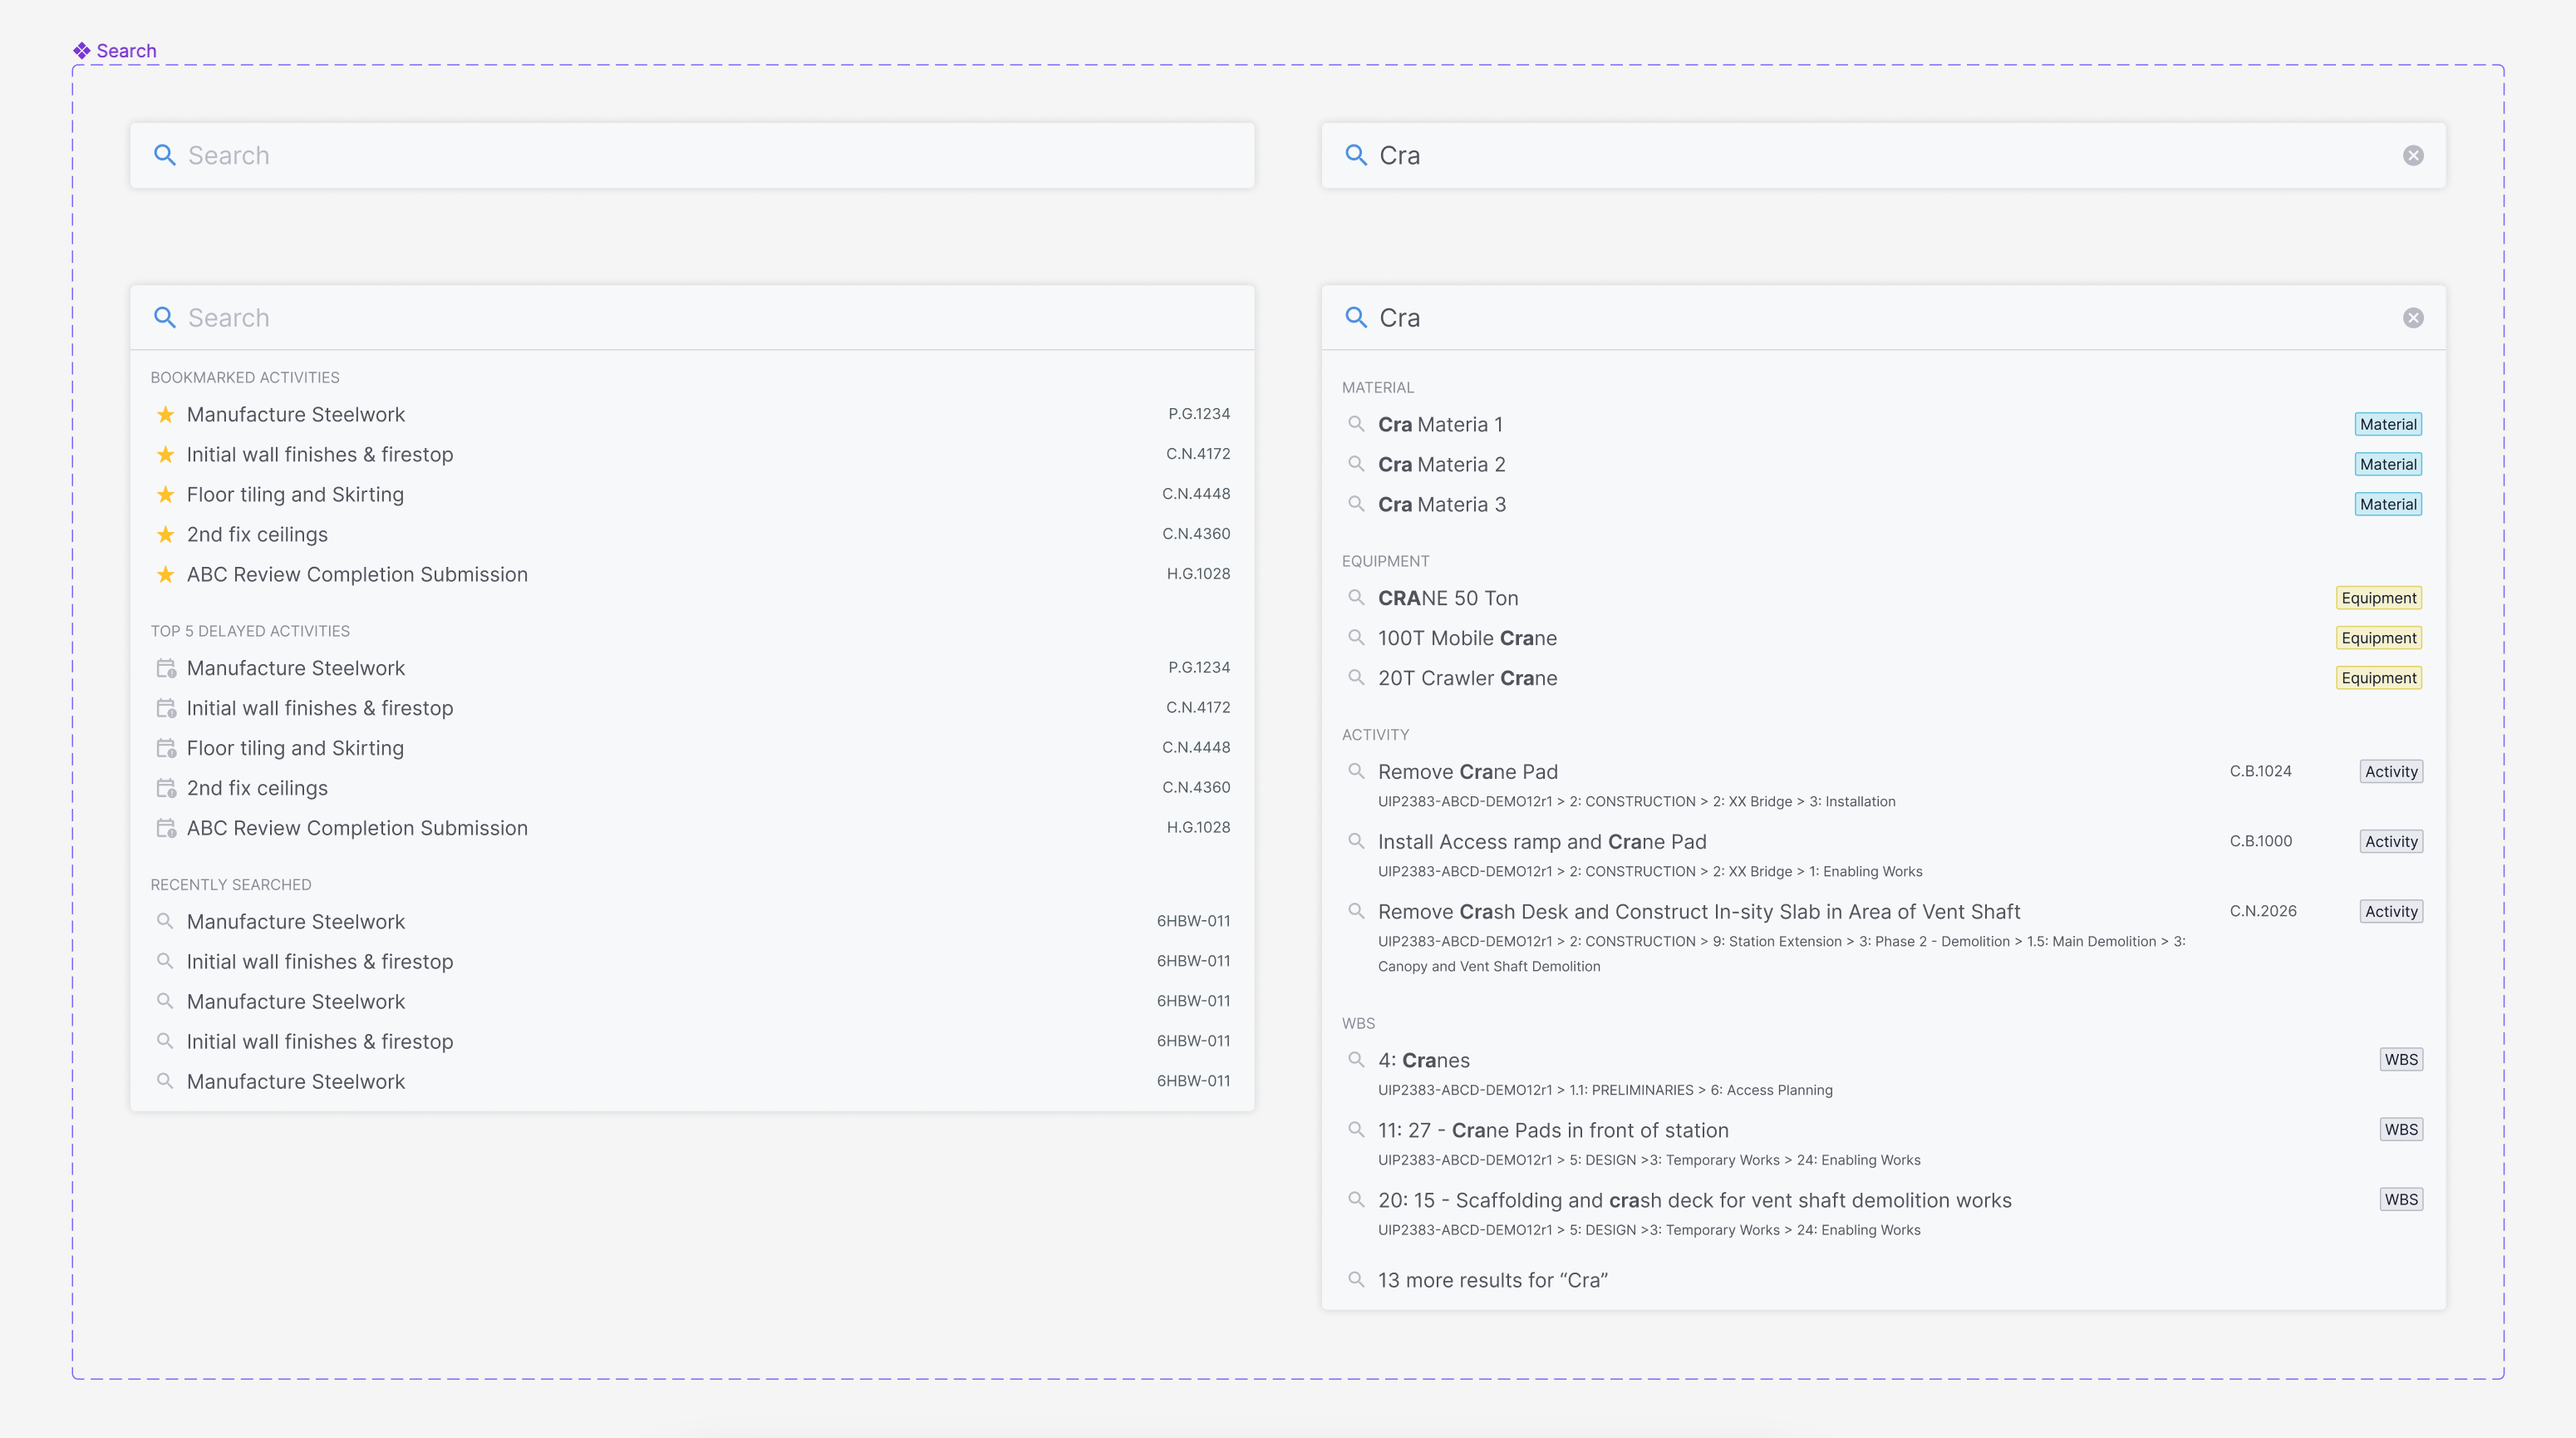 Search
Search
Cra
Search
BOOKMARKED ACTIVITIES
Manufacture Steelwork P.G.1234
Initial wall finishes & firestop C.N.4172
Floor tiling and Skirting C.N.4448
2nd fix ceilings C.N.4360
ABC Review Completion Submission H.G.1028
TOP 5 DELAYED ACTIVITIES
Manufacture Steelwork P.G.1234
Initial wall finishes & firestop C.N.4172
Floor tiling and Skirting C.N.4448
2nd fix ceilings C.N.4360
ABC Review Completion Submission H.G.1028
RECENTLY SEARCHED
Manufacture Steelwork 6HBW-011
Initial wall finishes & firestop 6HBW-011
Manufacture Steelwork 6HBW-011
Initial wall finishes & firestop 6HBW-011
Manufacture Steelwork 6HBW-011
Cra
MATERIAL
Cra Materia 1 Material
Cra Materia 2 Material
Cra Materia 3 Material
EQUIPMENT
CRANE 50 Ton Equipment
100T Mobile Crane Equipment
20T Crawler Crane Equipment
ACTIVITY
Remove Crane Pad C.B.1024 Activity
UIP2383-ABCD-DEMO12r1 > 2: CONSTRUCTION > 2: XX Bridge > 3: Installation
Install Access ramp and Crane Pad C.B.1000 Activity
UIP2383-ABCD-DEMO12r1 > 2: CONSTRUCTION > 2: XX Bridge > 1: Enabling Works
Remove Crash Desk and Construct In-sity Slab in Area of Vent Shaft C.N.2026 Activity
UIP2383-ABCD-DEMO12r1 > 2: CONSTRUCTION > 9: Station Extension > 3: Phase 2 - Demolition > 1.5: Main Demolition > 3:
Canopy and Vent Shaft Demolition
WBS
4: Cranes WBS
UIP2383-ABCD-DEMO12r1 > 1.1: PRELIMINARIES > 6: Access Planning
11: 27 - Crane Pads in front of station WBS
UIP2383-ABCD-DEMO12r1 > 5: DESIGN >3: Temporary Works > 24: Enabling Works
20: 15 - Scaffolding and crash deck for vent shaft demolition works WBS
UIP2383-ABCD-DEMO12r1 > 5: DESIGN >3: Temporary Works > 24: Enabling Works
13 more results for “Cra”